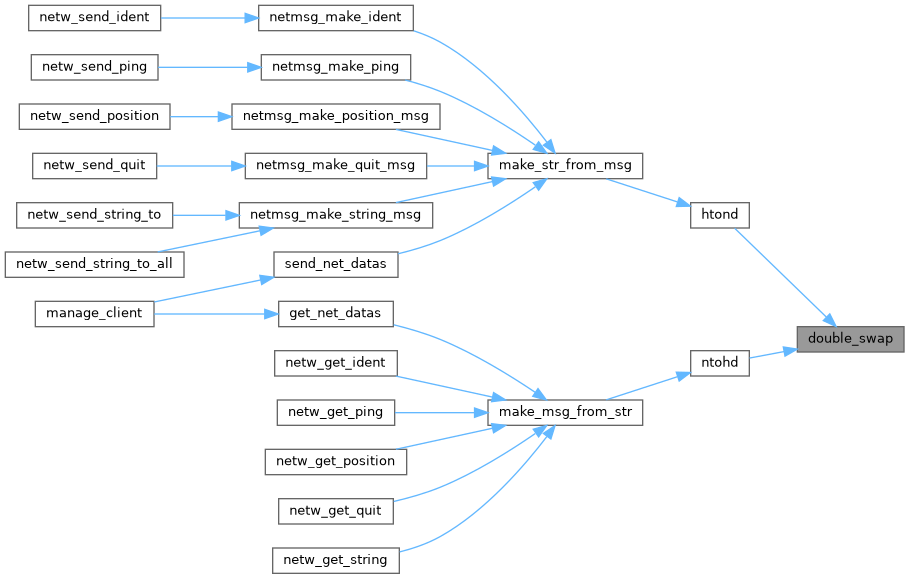 netw_send_ident
netmsg_make_ident
netw_send_ping
netmsg_make_ping
netw_send_position
netmsg_make_position_msg
netw_send_quit
netmsg_make_quit_msg
make_str_from_msg
netw_send_string_to
netmsg_make_string_msg
htond
netw_send_string_to_all
send_net_datas
manage_client
get_net_datas
double_swap
netw_get_ident
ntohd
netw_get_ping
make_msg_from_str
netw_get_position
netw_get_quit
netw_get_string